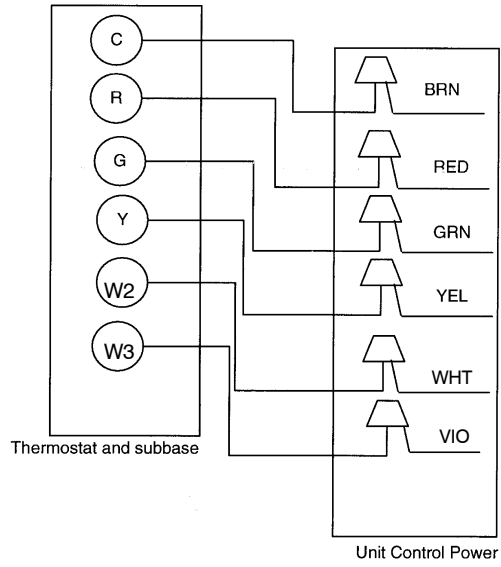 C
R
G
Y
W2
W3
BRN
RED
GRN
YEL
WHT
VIO
Thermostat and subbase
Unit Control Power